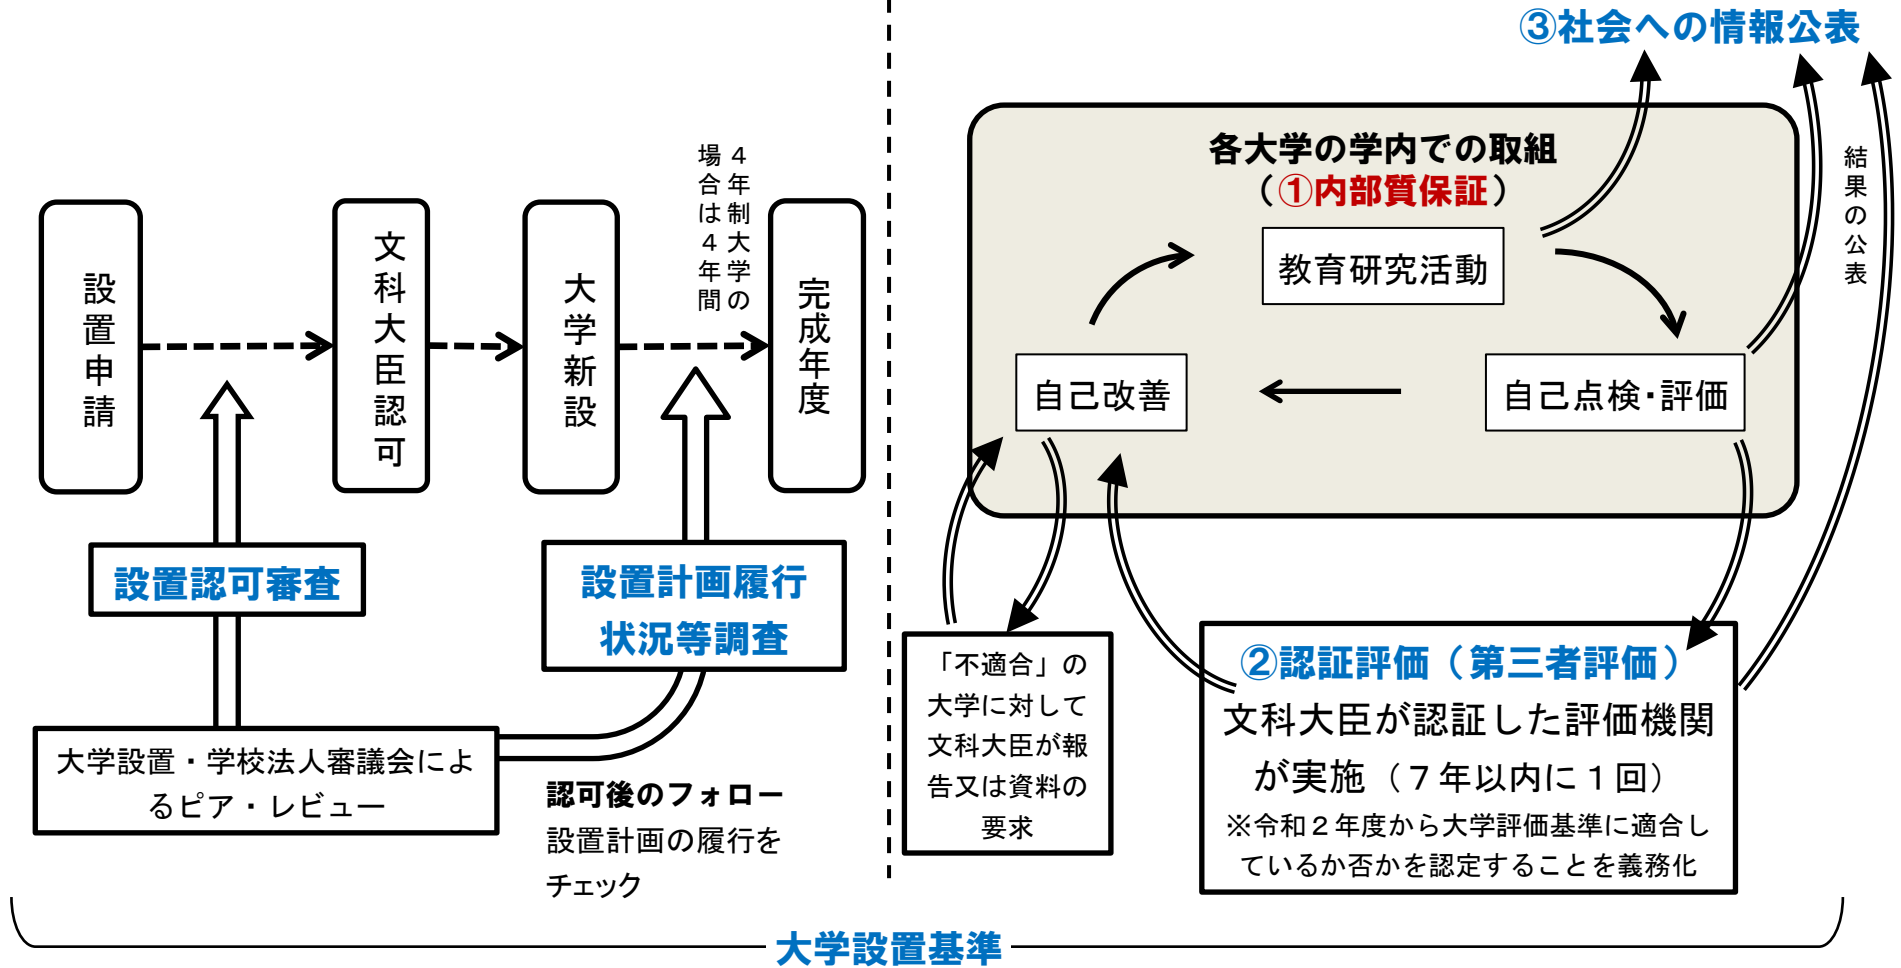 設置申請
文科大臣認可
大学新設
４年制大学の
場合は４年間
完成年度
設置認可審査
設置計画履行
状況等調査
大学設置・学校法人審議会によ
るピア・レビュー
認可後のフォロー
設置計画の履行を
チェック
③社会への情報公表
各大学の学内での取組
（①内部質保証）
教育研究活動
自己改善
自己点検・評価
結果の公表
「不適合」の
大学に対して
文科大臣が報
告又は資料の
要求
②認証評価（第三者評価）
文科大臣が認証した評価機関
が実施（７年以内に１回）
※令和２年度から大学評価基準に適合し
ているか否かを認定することを義務化
大学設置基準